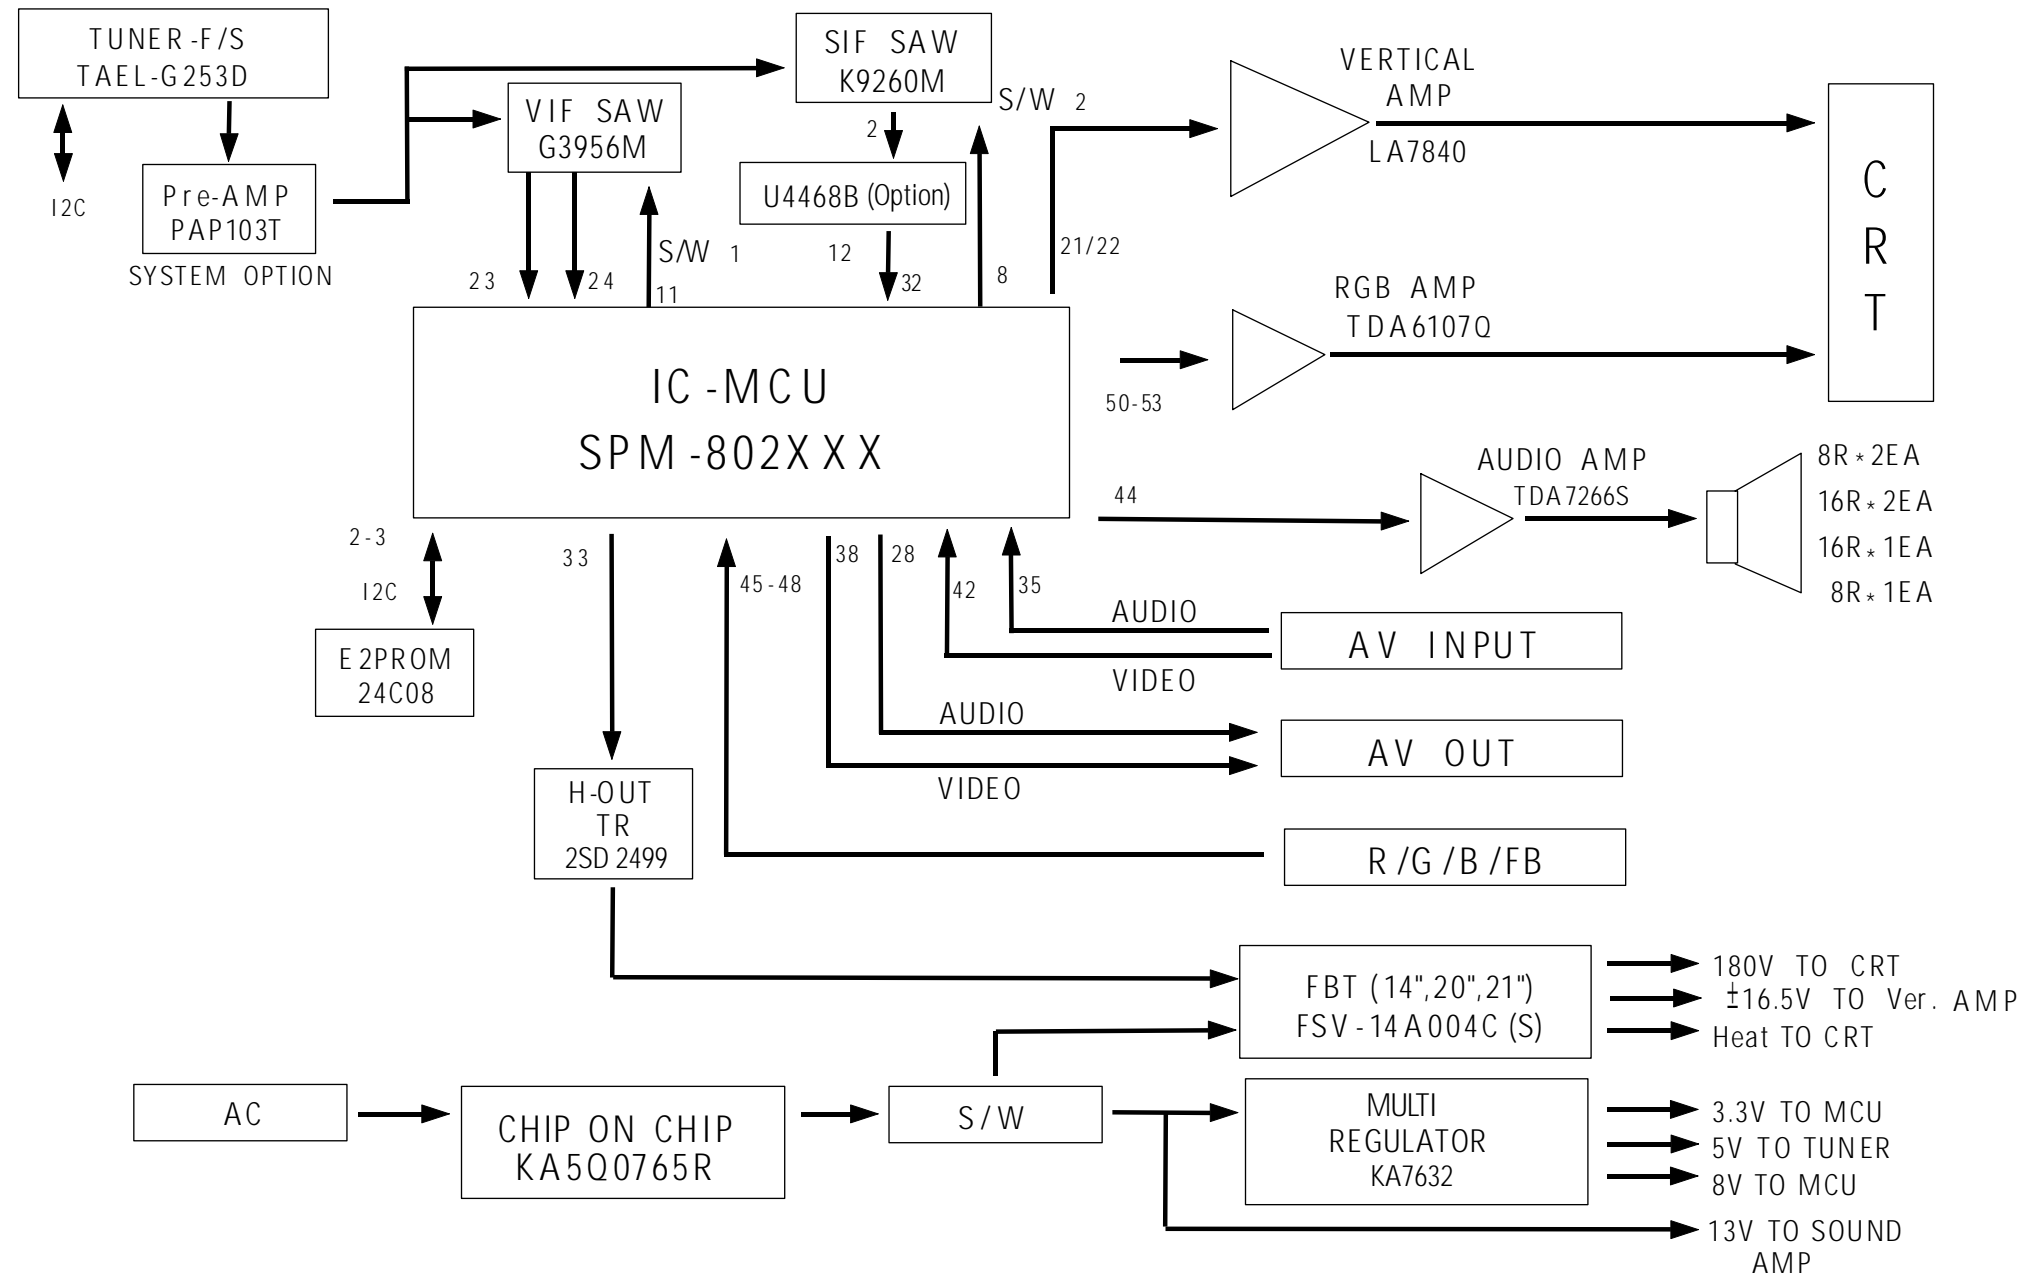 TUNER-F/S
TAEL-G253D
I2C
Pre-AMP
PAP103T
SYSTEM OPTION
VIF SAW
G3956M
SIF SAW
K9260M
2
U4468B (Option)
S/W 2
S/W 1
23
24
11
12
32
8
21/22
VERTICAL
AMP
LA7840
RGB AMP
TDA6107Q
50-53
C
R
T
IC-MCU
SPM-802XXX
44
AUDIO AMP
TDA7266S
8R*2EA
16R*2EA
16R*1EA
8R*1EA
2-3
I2C
E2PROM
24C08
33
45-48
38
28
42
35
AUDIO
AV INPUT
VIDEO
AUDIO
AV OUT
VIDEO
H-OUT
TR
2SD2499
R/G/B/FB
FBT (14",20",21")
FSV-14A004C(S)
180V TO CRT
±16.5V TO Ver. AMP
Heat TO CRT
AC
CHIP ON CHIP
KA5Q0765R
S/W
MULTI
REGULATOR
KA7632
3.3V TO MCU
5V TO TUNER
8V TO MCU
13V TO SOUND
AMP